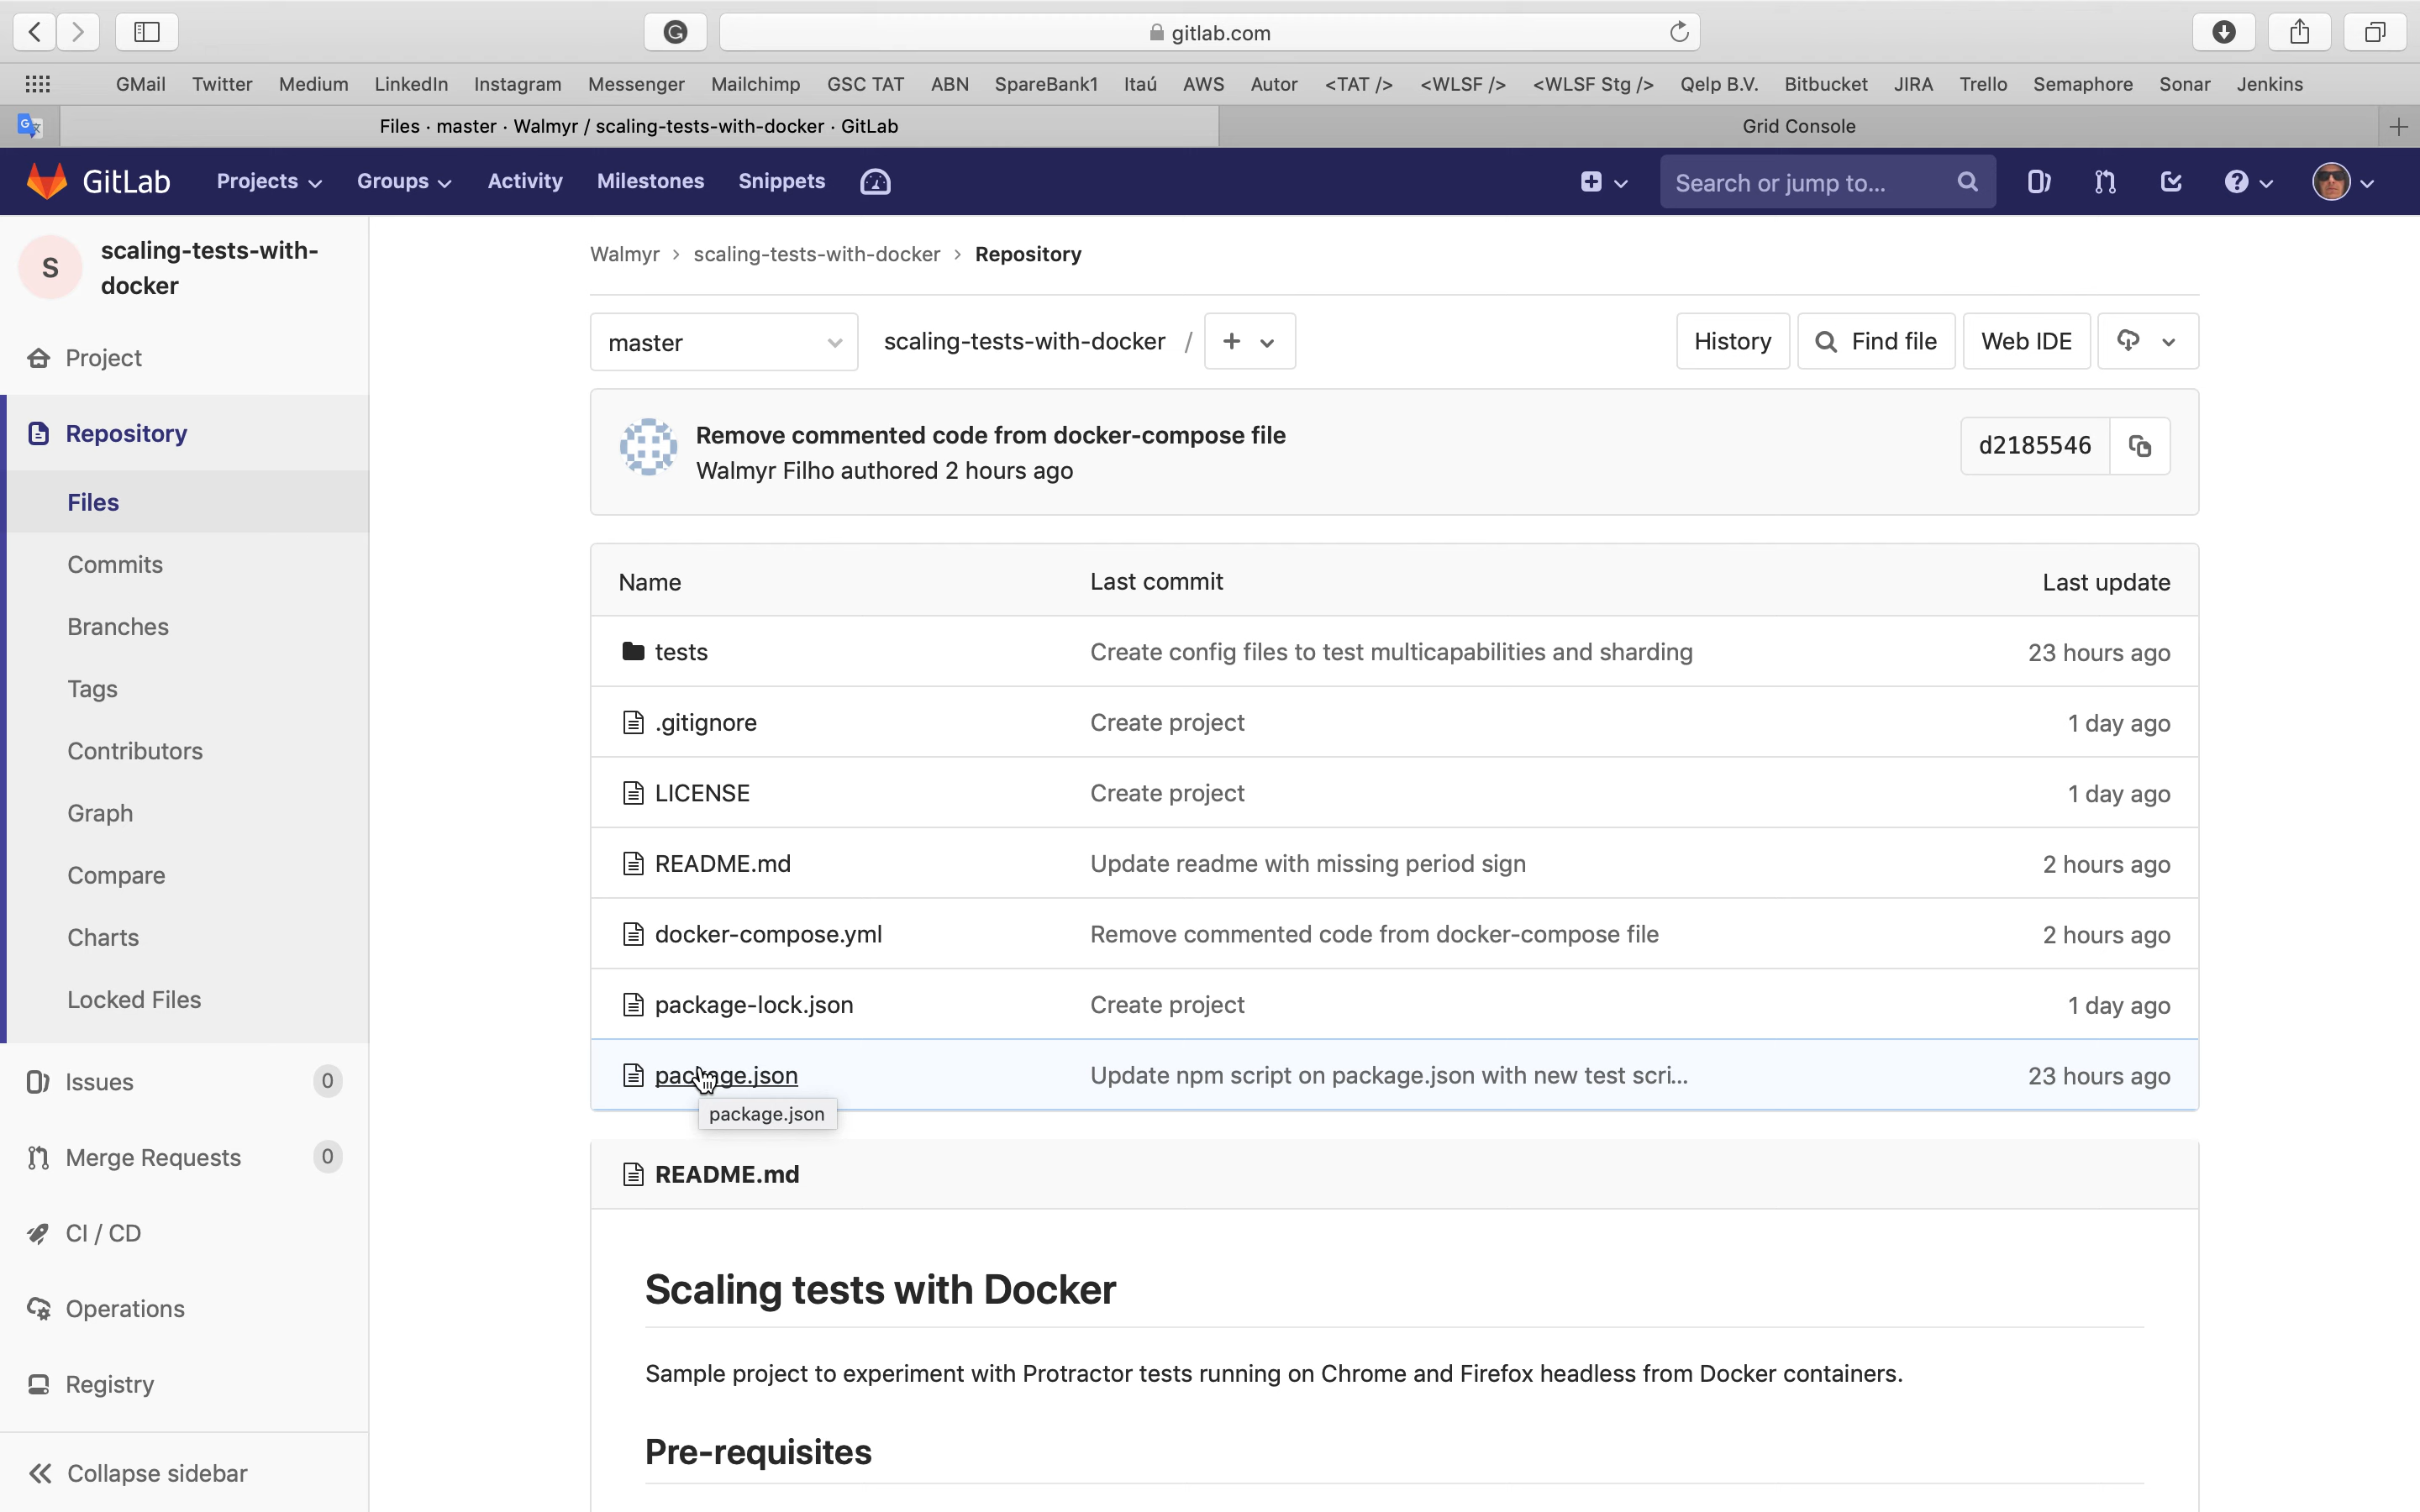 gitlab.com
GMail Twitter Medium LinkedIn Instagram Messenger Mailchimp GSC TAT ABN SpareBank1 Itaú AWS Autor <TAT /> <WLSF /> <WLSF Stg /> Qelp B.V. Bitbucket JIRA Trello Semaphore Sonar Jenkins
Files · master · Walmyr / scaling-tests-with-docker · GitLab Grid Console
GitLab Projects Groups Activity Milestones Snippets Search or jump to...
S scaling-tests-with-
docker
Project
Repository
Files
Commits
Branches
Tags
Contributors
Graph
Compare
Charts
Locked Files
Issues 0
Merge Requests 0
CI / CD
Operations
Registry
Collapse sidebar
Walmyr > scaling-tests-with-docker > Repository
master scaling-tests-with-docker / + History Find file Web IDE
Remove commented code from docker-compose file
Walmyr Filho authored 2 hours ago
d2185546
Name Last commit Last update
tests Create config files to test multicapabilities and sharding 23 hours ago
.gitignore Create project 1 day ago
LICENSE Create project 1 day ago
README.md Update readme with missing period sign 2 hours ago
docker-compose.yml Remove commented code from docker-compose file 2 hours ago
package-lock.json Create project 1 day ago
package.json Update npm script on package.json with new test scri... 23 hours ago
package.json
README.md
Scaling tests with Docker
Sample project to experiment with Protractor tests running on Chrome and Firefox headless from Docker containers.
Pre-requisites